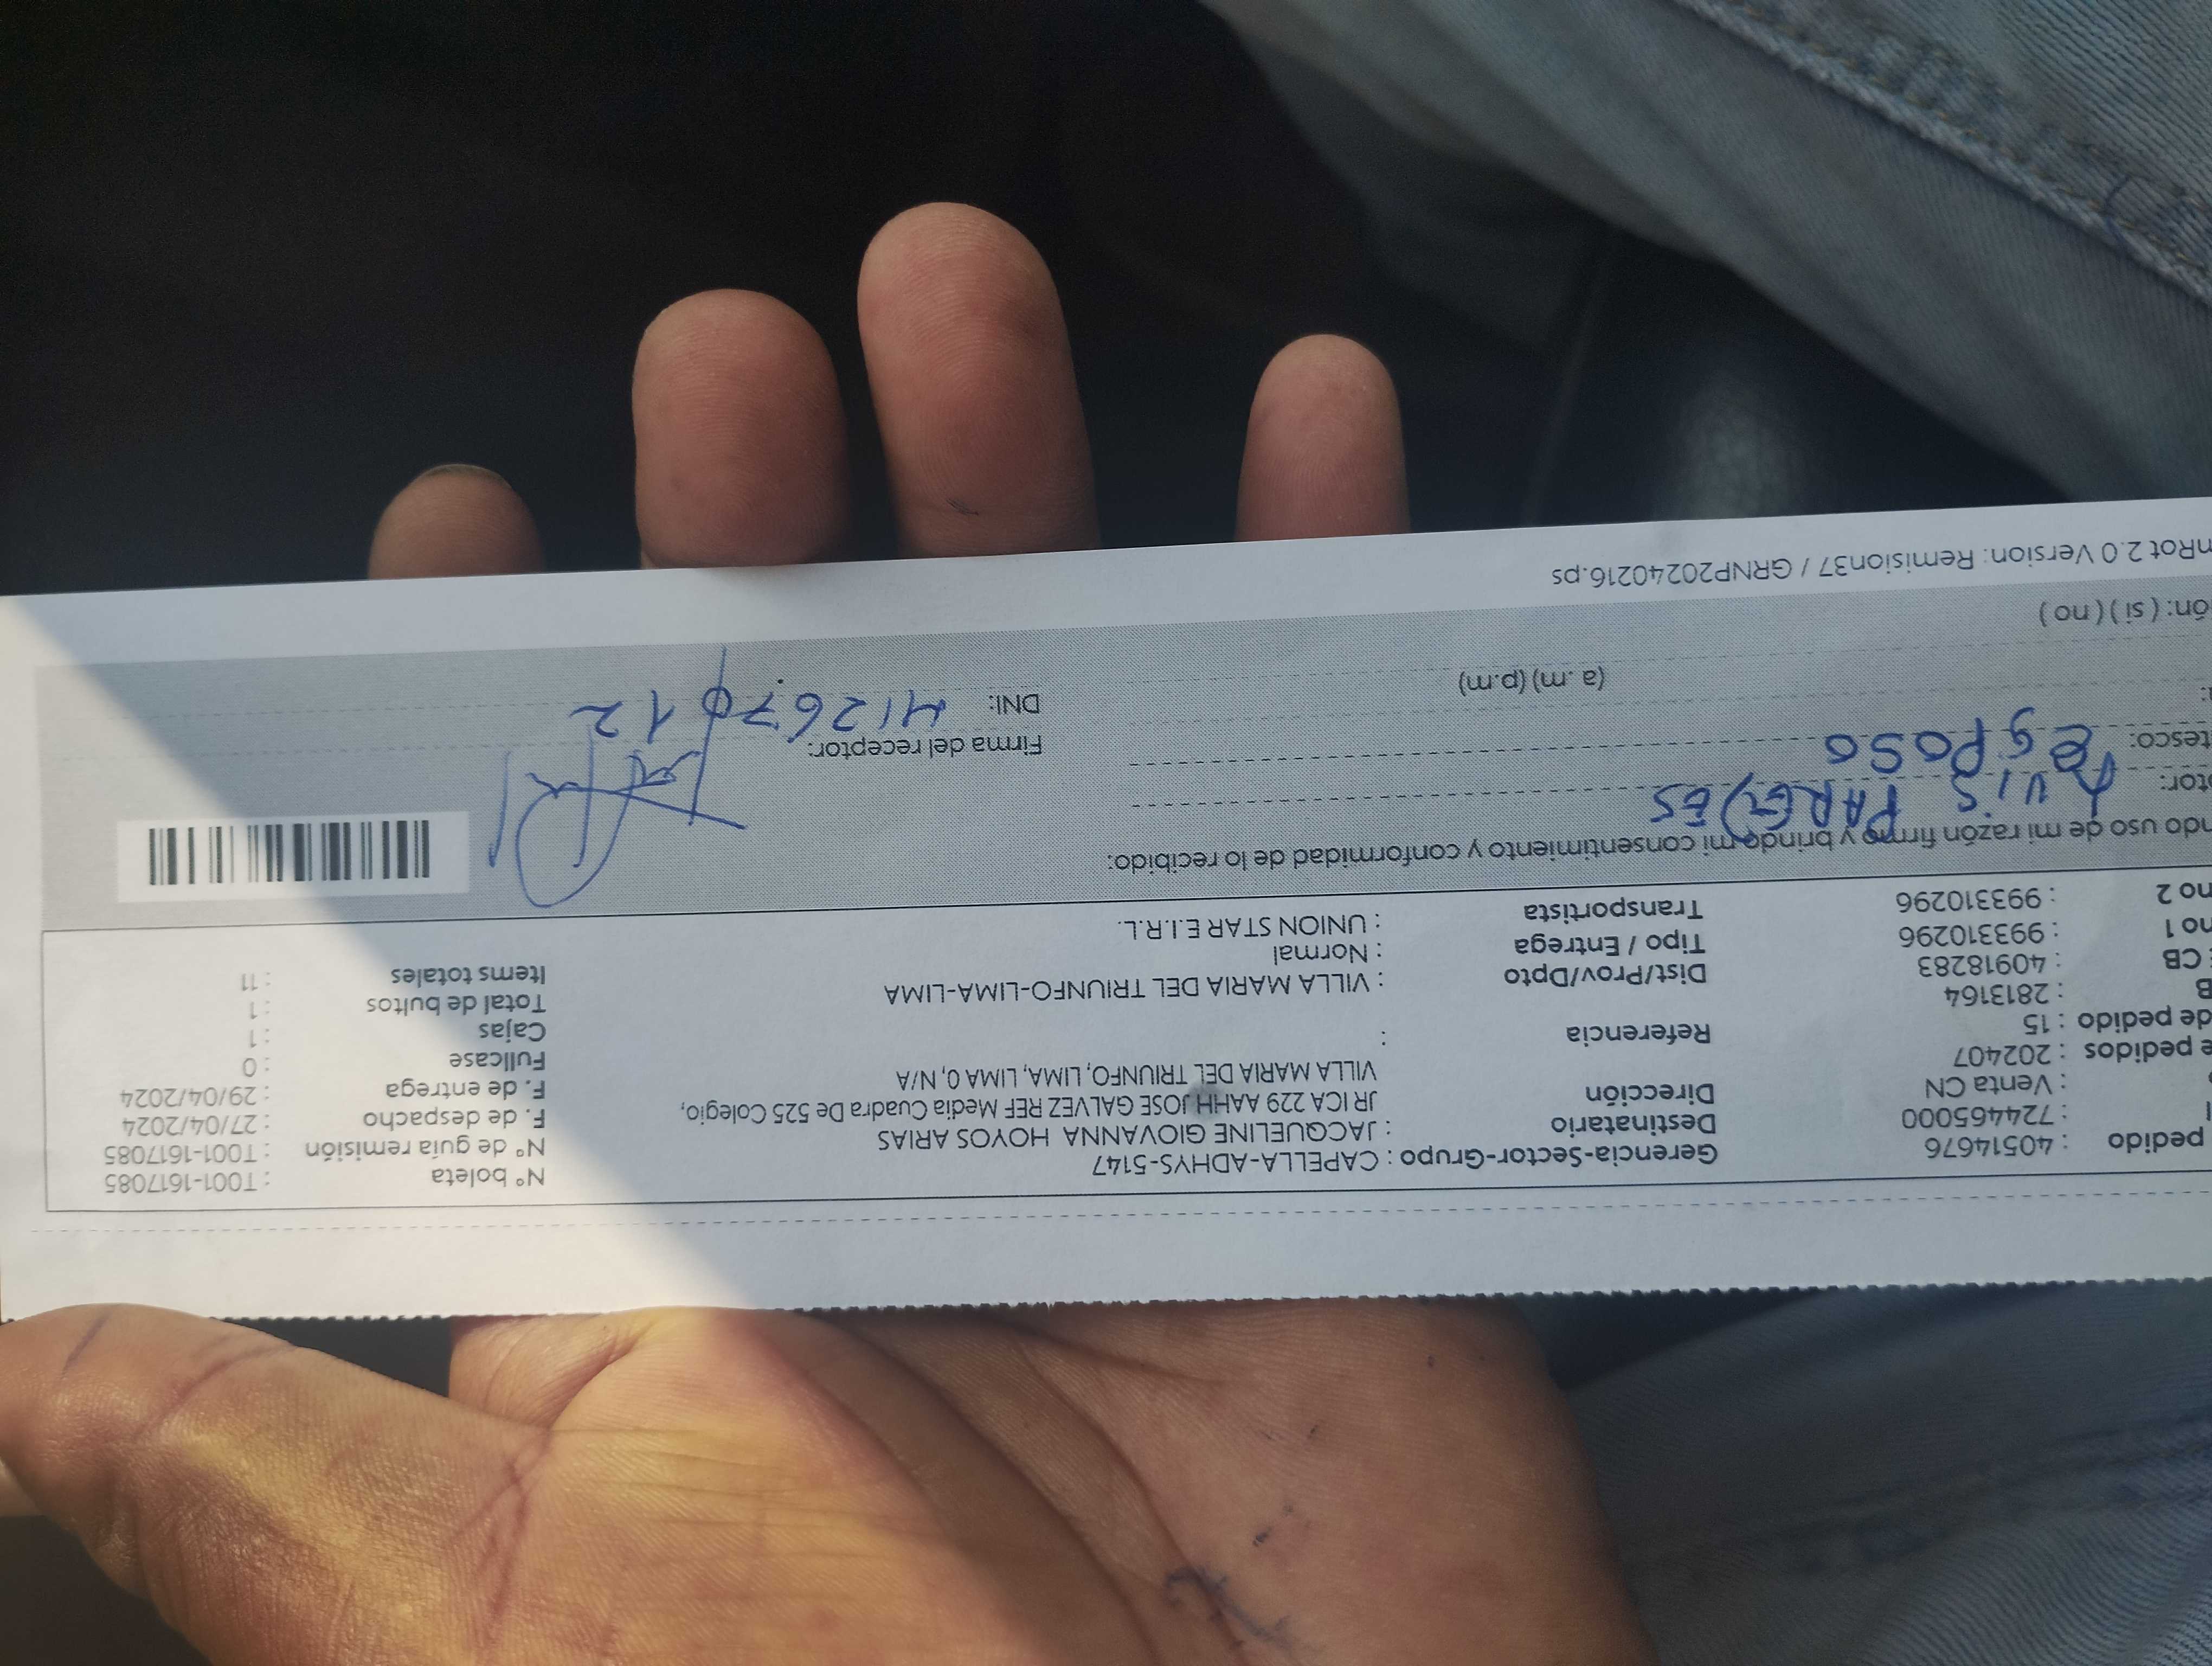 N° boleta : T001-1617085
N° de guía remisión : T001-1617085
F. de despacho : 27/04/2024
F. de entrega : 29/04/2024
Fullcase : 0
Cajas : 1
Total de bultos : 1
Items totales : 11
Gerencia-Sector-Grupo : CAPELLA-ADHYS-5147
Destinatario : JACQUELINE GIOVANNA HOYOS ARIAS
Dirección JR ICA 229 AAHH JOSE GALVEZ REF Media Cuadra De 525 Colegio,
VILLA MARIA DEL TRIUNFO, LIMA, LIMA 0, N/A
Referencia :
Dist/Prov/Dpto : VILLA MARIA DEL TRIUNFO-LIMA-LIMA
Tipo / Entrega : Normal
Transportista : UNION STAR E.I.R.L.
pedido : 40514676
: 724465000
: Venta CN
e pedidos : 202407
de pedido : 15
B : 2813164
CB : 40918283
no 1 : 993310296
no 2 : 993310296
ndo uso de mi razón firmo y brindo mi consentimiento y conformidad de lo recibido:
tor:
tesco: esposo
(a.m) (p.m)
ón: ( si ) ( no )
Firma del receptor:
DNI: 41267012
nRot 2.0 Version: Remision37 / GRNP20240216.ps